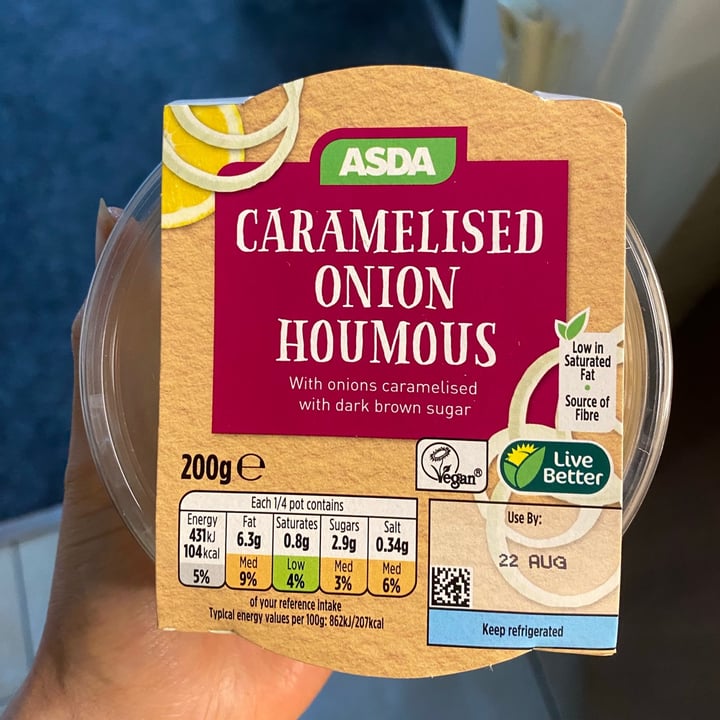 ASDA
CARAMELISED
ONION
HOUMOUS
With onions caramelised
with dark brown sugar
Low in
Saturated
Fat
•
Source of
Fibre
200g ℮
Vegan®
Live
Better
Each 1/4 pot contains
Energy Fat Saturates Sugars Salt
431kJ 6.3g 0.8g 2.9g 0.34g
104kcal
Med Low Med Med
5% 9% 4% 3% 6%
of your reference intake
Typical energy values per 100g: 862kJ/207kcal
Use By:
22 AUG
Keep refrigerated